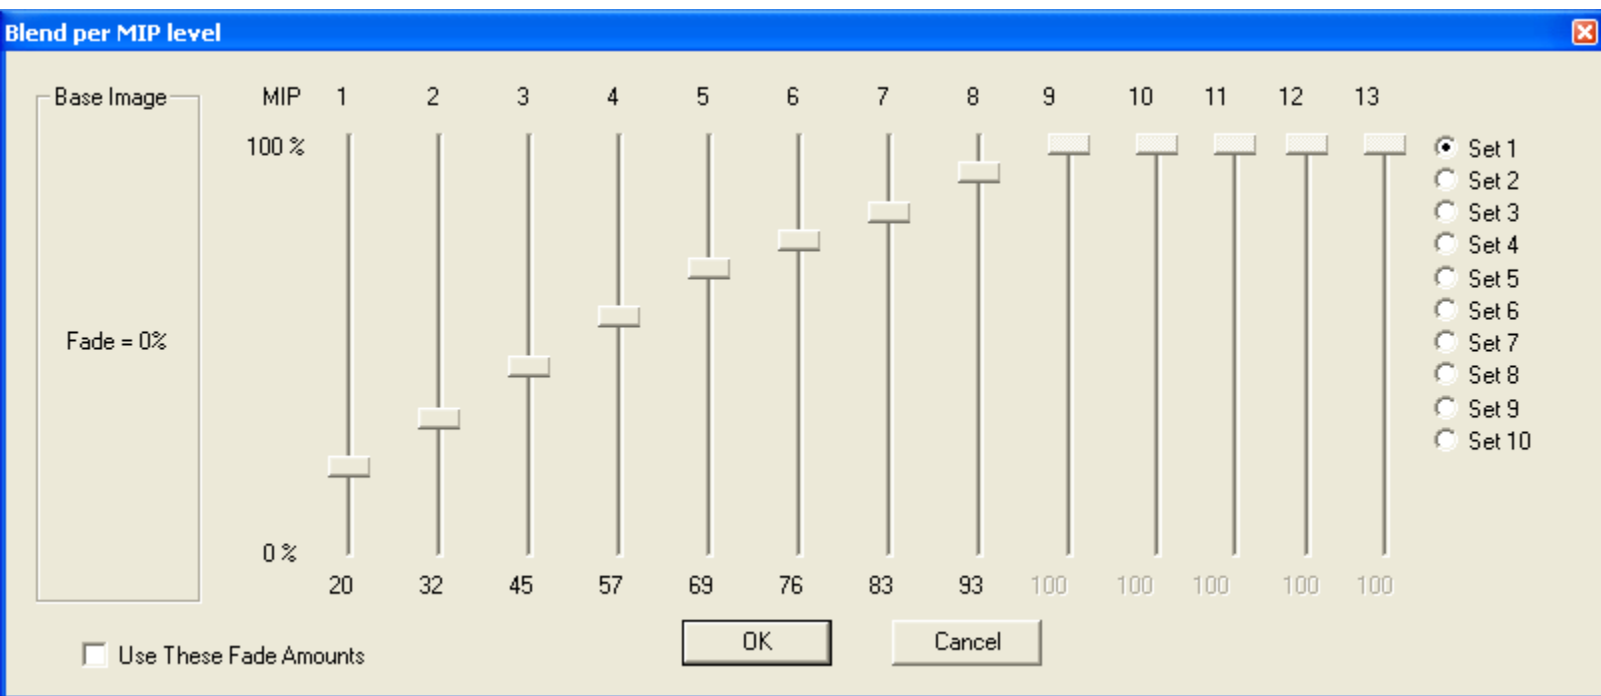 Blend per MIP level
Base Image
Fade = 0%
MIP 1 2 3 4 5 6 7 8 9 10 11 12 13
100 %
0 %
20 32 45 57 69 76 83 93 100 100 100 100 100
Set 1
Set 2
Set 3
Set 4
Set 5
Set 6
Set 7
Set 8
Set 9
Set 10
Use These Fade Amounts
OK
Cancel